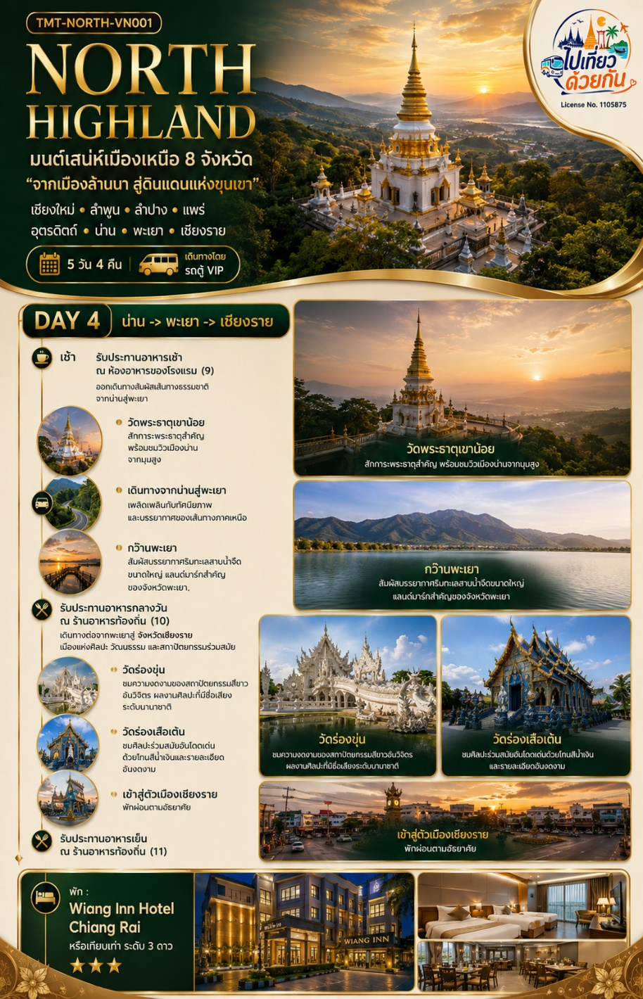 TMT-NORTH-VN001
NORTH
HIGHLAND
มนต์เสน่ห์เมืองเหนือ 8 จังหวัด
“จากเมืองล้านนา สู่ดินแดนแห่งขุนเขา”
เชียงใหม่ • ลำพูน • ลำปาง • แพร่
อุตรดิตถ์ • น่าน • พะเยา • เชียงราย
5 วัน 4 คืน
เดินทางโดย
รถตู้ VIP
ไปเที่ยว
ด้วยกัน
License No. 1105875
DAY 4
น่าน -> พะเยา -> เชียงราย
เช้า
รับประทานอาหารเช้า
ณ ห้องอาหารของโรงแรม (9)
ออกเดินทางสัมผัสเส้นทางธรรมชาติ
จากน่านสู่พะเยา
วัดพระธาตุเขาน้อย
สักการะพระธาตุสำคัญ
พร้อมชมวิวเมืองน่าน
จากมุมสูง
เดินทางจากน่านสู่พะเยา
เพลิดเพลินกับทัศนียภาพ
และบรรยากาศของเส้นทางภาคเหนือ
กว๊านพะเยา
สัมผัสบรรยากาศริมทะเลสาบน้ำจืด
ขนาดใหญ่ แลนด์มาร์กสำคัญ
ของจังหวัดพะเยา.
รับประทานอาหารกลางวัน
ณ ร้านอาหารท้องถิ่น (10)
เดินทางต่อจากพะเยาสู่ จังหวัดเชียงราย
เมืองแห่งศิลปะ วัฒนธรรม และสถาปัตยกรรมร่วมสมัย
วัดร่องขุ่น
ชมความงดงามของสถาปัตยกรรมสีขาว
อันวิจิตร ผลงานศิลปะที่มีชื่อเสียง
ระดับนานาชาติ
วัดร่องเสือเต้น
ชมศิลปะร่วมสมัยอันโดดเด่น
ด้วยโทนสีน้ำเงินและรายละเอียด
อันงดงาม
เข้าสู่ตัวเมืองเชียงราย
พักผ่อนตามอัธยาศัย
รับประทานอาหารเย็น
ณ ร้านอาหารท้องถิ่น (11)
วัดพระธาตุเขาน้อย
สักการะพระธาตุสำคัญ พร้อมชมวิวเมืองน่านจากมุมสูง
กว๊านพะเยา
สัมผัสบรรยากาศริมทะเลสาบน้ำจืดขนาดใหญ่
แลนด์มาร์กสำคัญของจังหวัดพะเยา
วัดร่องขุ่น
ชมความงดงามของสถาปัตยกรรมสีขาวอันวิจิตร
ผลงานศิลปะที่มีชื่อเสียงระดับนานาชาติ
วัดร่องเสือเต้น
ชมศิลปะร่วมสมัยอันโดดเด่นด้วยโทนสีน้ำเงิน
และรายละเอียดอันงดงาม
เข้าสู่ตัวเมืองเชียงราย
พักผ่อนตามอัธยาศัย
พัก :
Wiang Inn Hotel
Chiang Rai
หรือเทียบเท่า ระดับ 3 ดาว
WIANG INN